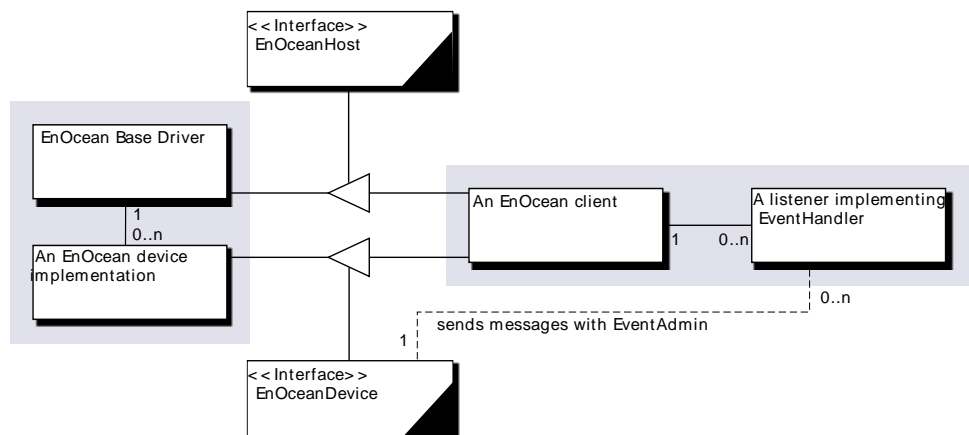 << Interface>>
EnOceanHost
EnOcean Base Driver
1
0..n
An EnOcean device
implementation
An EnOcean client
1
0..n
A listener implementing
EventHandler
0..n
sends messages with EventAdmin
1
<< Interface>>
EnOceanDevice